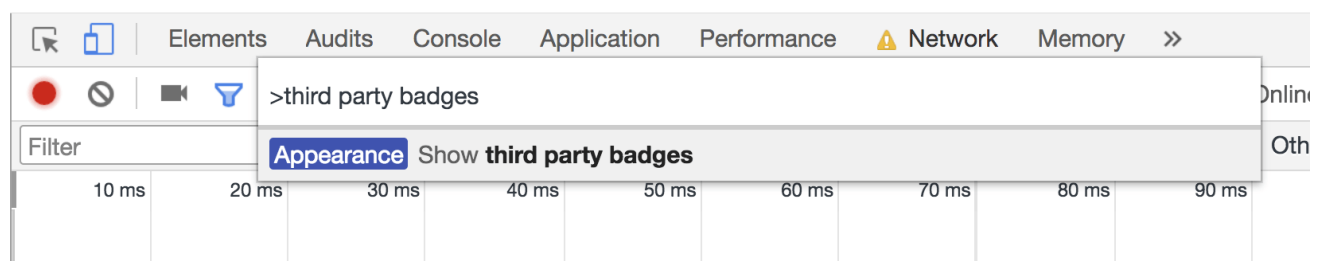 Elements Audits Console Application Performance Network Memory »
>third party badges
Filter
Appearance Show third party badges
Oth
10 ms 20 ms 30 ms 40 ms 50 ms 60 ms 70 ms 80 ms 90 ms